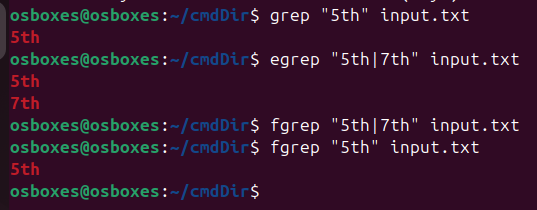 osboxes@osboxes:~/cmdDir$ grep "5th" input.txt
5th
osboxes@osboxes:~/cmdDir$ egrep "5th|7th" input.txt
5th
7th
osboxes@osboxes:~/cmdDir$ fgrep "5th|7th" input.txt
osboxes@osboxes:~/cmdDir$ fgrep "5th" input.txt
5th
osboxes@osboxes:~/cmdDir$